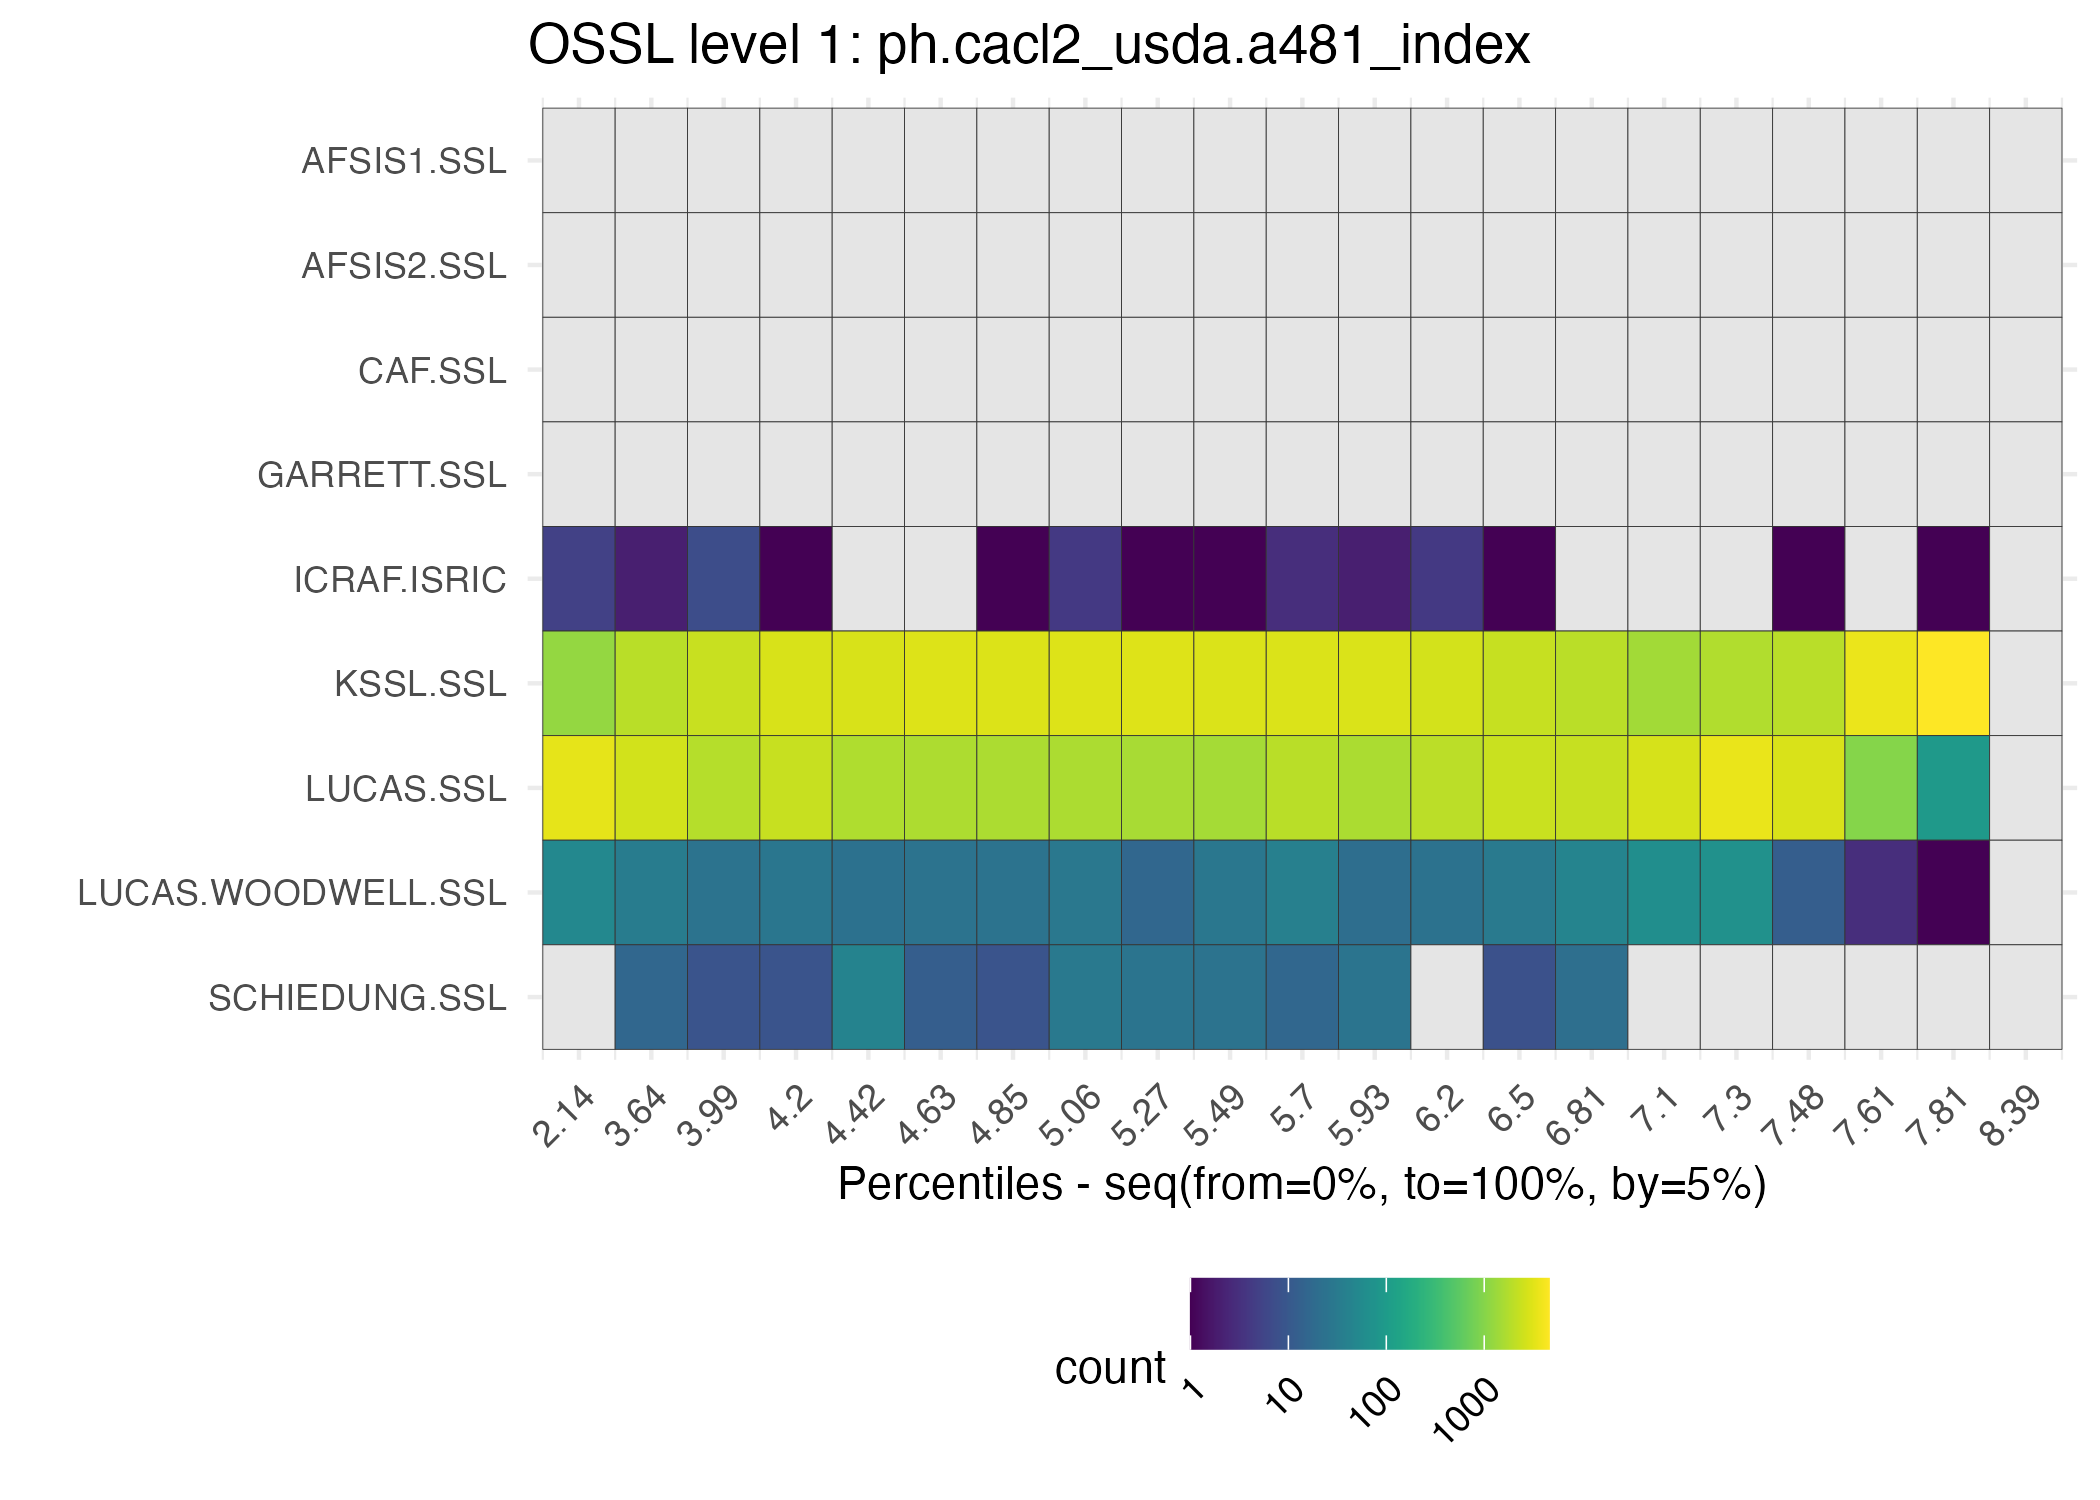 OSSL level 1: ph.cacl2_usda.a481_index
AFSIS1.SSL
AFSIS2.SSL
CAF.SSL
GARRETT.SSL
ICRAF.ISRIC
KSSL.SSL
LUCAS.SSL
LUCAS.WOODWELL.SSL
SCHIEDUNG.SSL
2.14 3.64 3.99 4.2 4.42 4.63 4.85 5.06 5.27 5.49 5.7 5.93 6.2 6.5 6.81 7.1 7.3 7.48 7.61 7.81 8.39
Percentiles - seq(from=0%, to=100%, by=5%)
count
1 10 100 1000